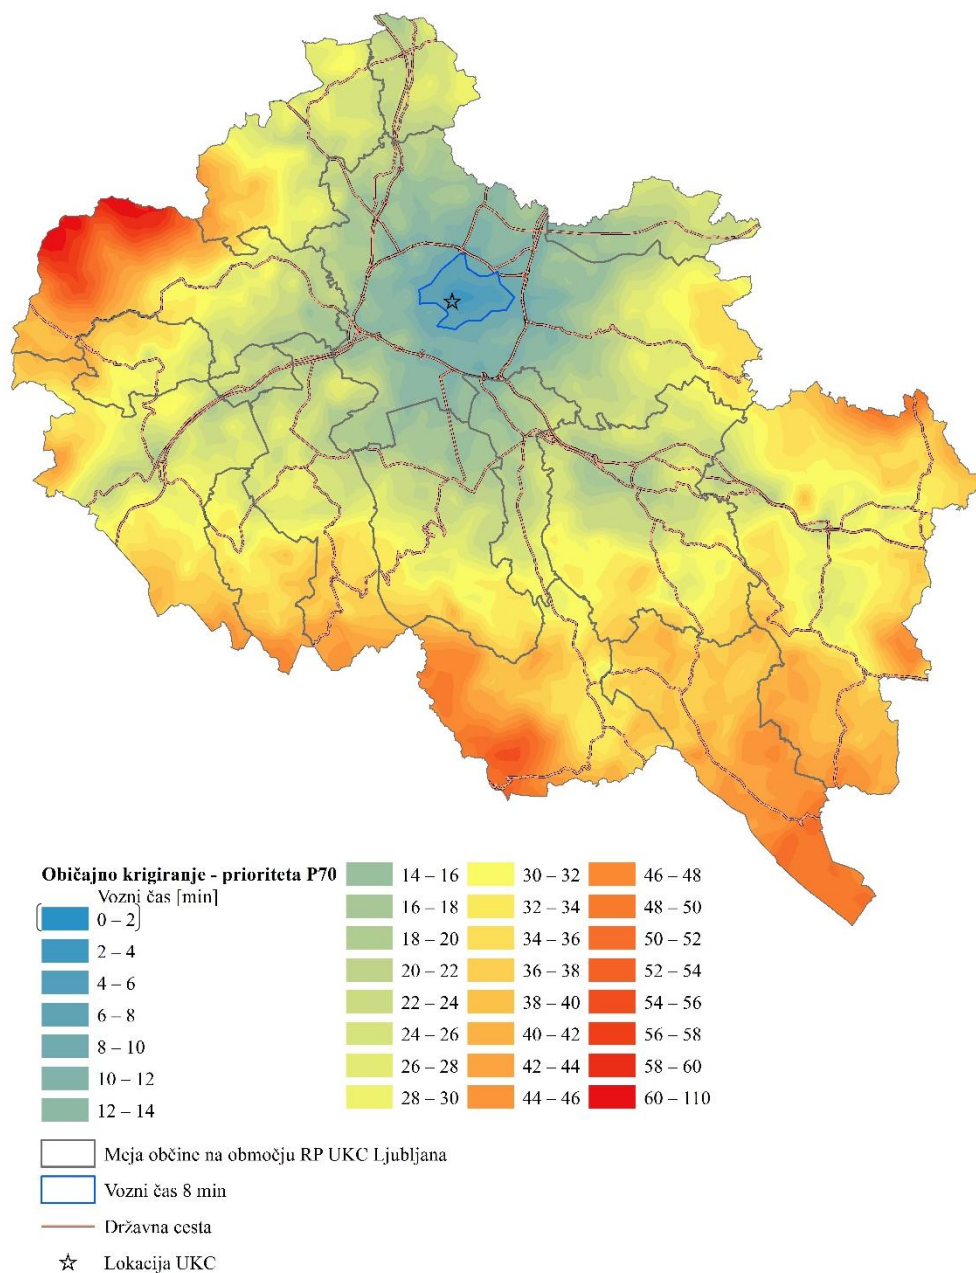 Običajno krigiranje - prioriteta P70
Vozni čas [min]
0 – 2
2 – 4
4 – 6
6 – 8
8 – 10
10 – 12
12 – 14
14 – 16
16 – 18
18 – 20
20 – 22
22 – 24
24 – 26
26 – 28
28 – 30
30 – 32
32 – 34
34 – 36
36 – 38
38 – 40
40 – 42
42 – 44
44 – 46
46 – 48
48 – 50
50 – 52
52 – 54
54 – 56
56 – 58
58 – 60
60 – 110
Meja občine na območju RP UKC Ljubljana
Vozni čas 8 min
Državna cesta
Lokacija UKC